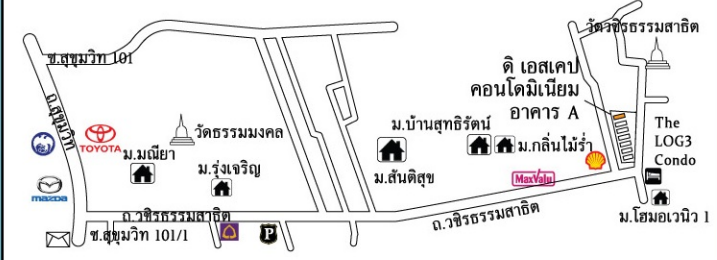 วัดวชิรธรรมสาธิต
ซ.สุขุมวิท 101
ดิ เอสเคป
คอนโดมิเนียม
อาคาร A
ถ.สุขุมวิท
TOYOTA
วัดธรรมมงคล
ม.บ้านสุทธิรัตน์
The
LOG3
Condo
ม.มณียา
ม.รุ่งเจริญ
ม.สันติสุข
ม.กลิ่นไม้ร่ำ
mazda
MaxValu
ถ.วชิรธรรมสาธิต
ถ.วชิรธรรมสาธิต
ม.โฮมอเวนิว 1
ซ.สุขุมวิท 101/1
P